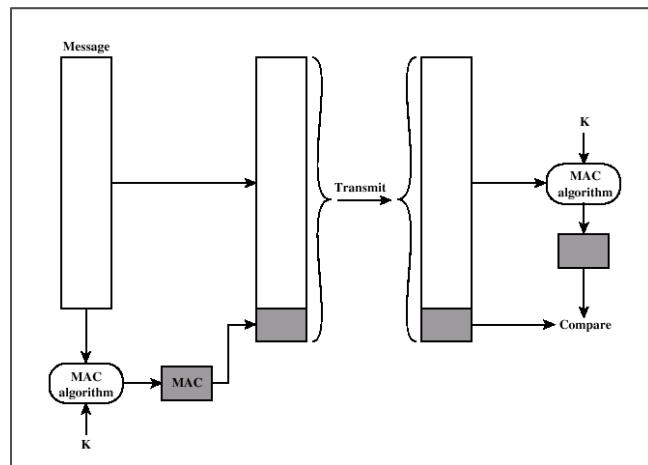 Message
K
Transmit
MAC
algorithm
Compare
MAC
algorithm
MAC
K